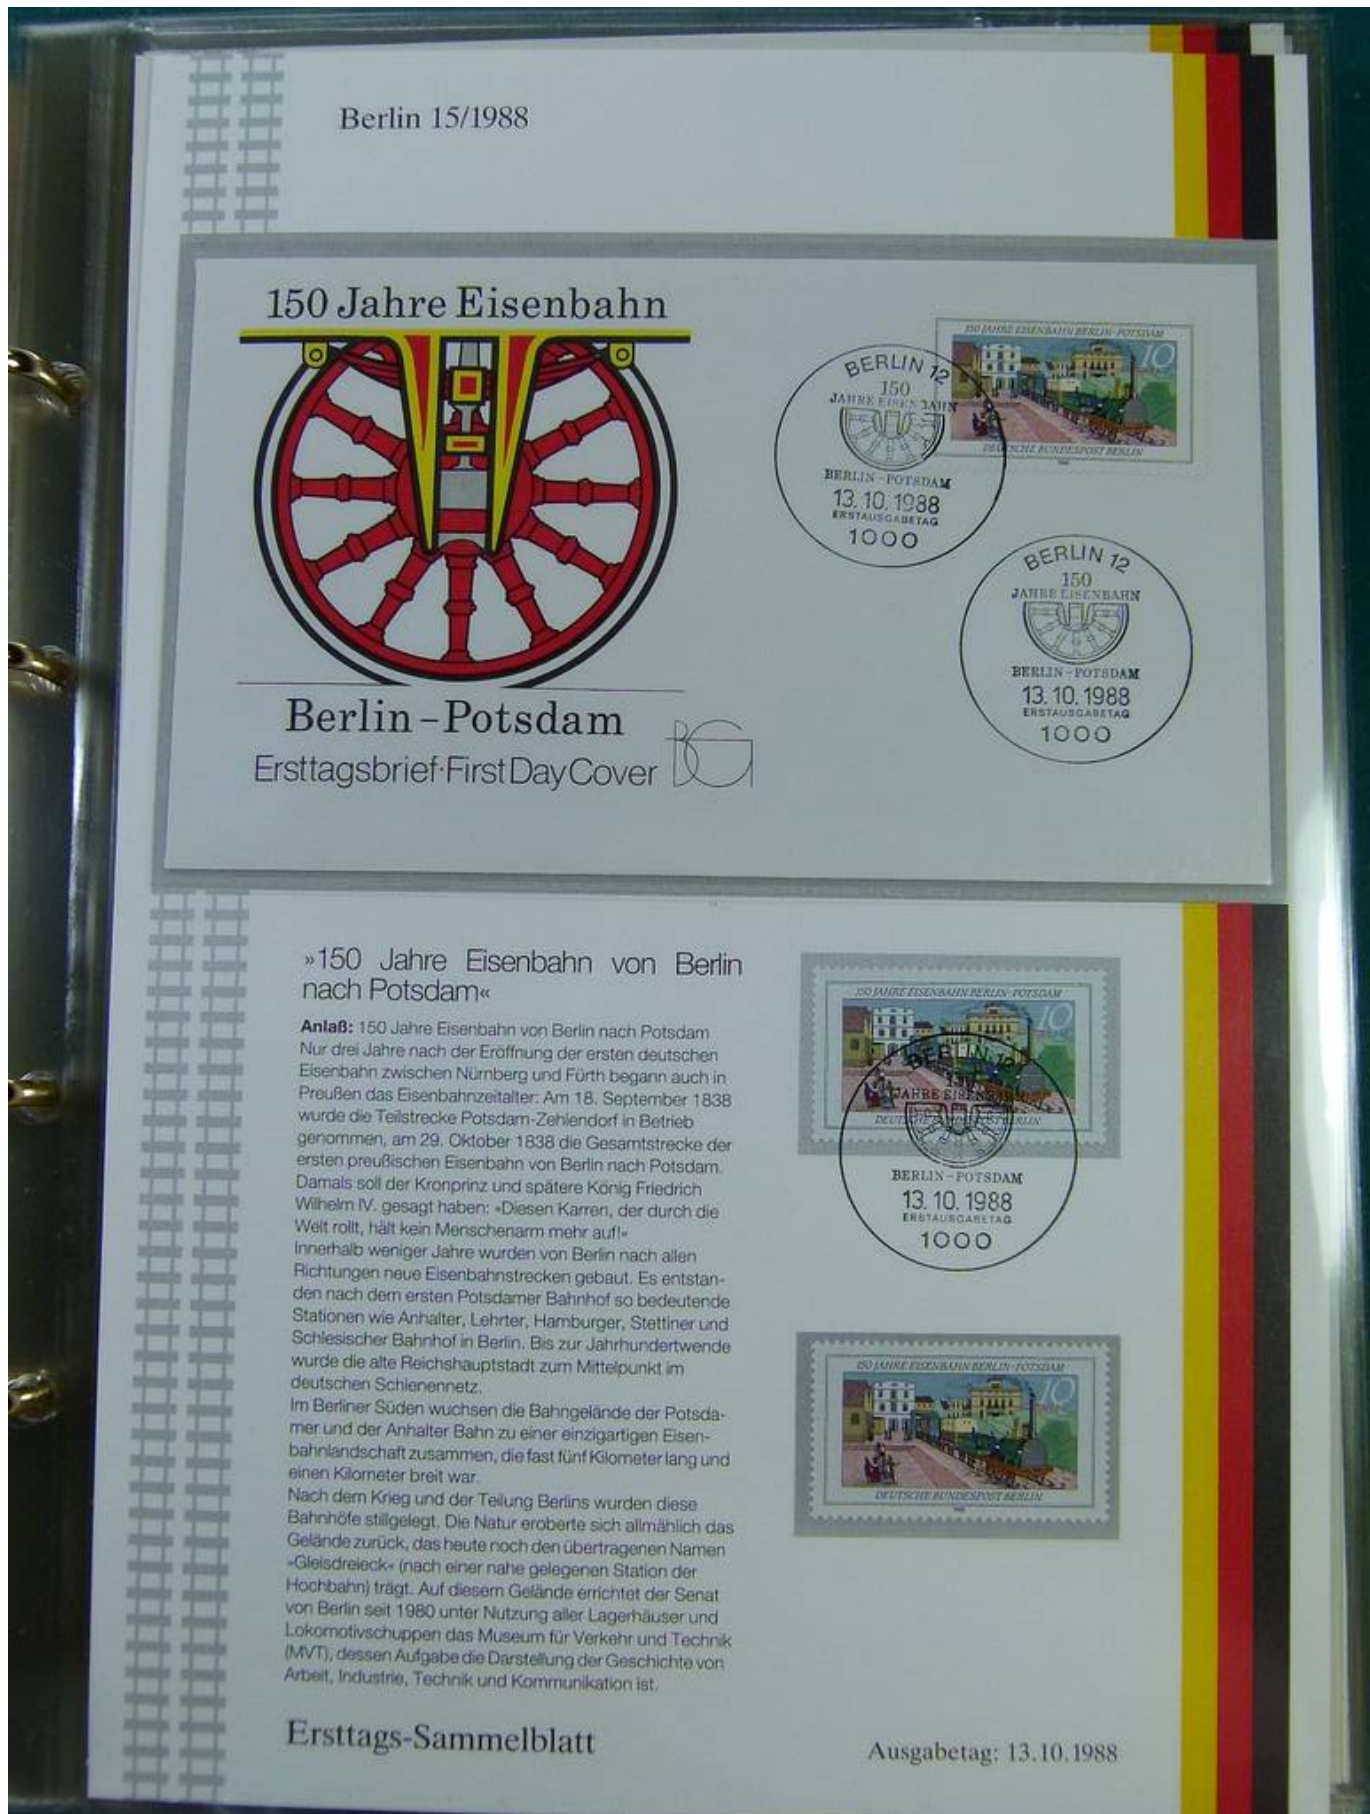 Berlin 15/1988
150 Jahre Eisenbahn
Berlin – Potsdam
Ersttagsbrief·First Day Cover
BG
150 JAHRE EISENBAHN BERLIN-POTSDAM
10
DEUTSCHE BUNDESPOST BERLIN
BERLIN 12
150
JAHRE EISENBAHN
BERLIN-POTSDAM
13.10.1988
ERSTAUSGABETAG
1000
BERLIN 12
150
JAHRE EISENBAHN
BERLIN-POTSDAM
13.10.1988
ERSTAUSGABETAG
1000
»150 Jahre Eisenbahn von Berlin
nach Potsdam«
Anlaß: 150 Jahre Eisenbahn von Berlin nach Potsdam
Nur drei Jahre nach der Eröffnung der ersten deutschen
Eisenbahn zwischen Nürnberg und Fürth begann auch in
Preußen das Eisenbahnzeitalter: Am 18. September 1838
wurde die Teilstrecke Potsdam-Zehlendorf in Betrieb
genommen, am 29. Oktober 1838 die Gesamtstrecke der
ersten preußischen Eisenbahn von Berlin nach Potsdam.
Damals soll der Kronprinz und spätere König Friedrich
Wilhelm IV. gesagt haben: »Diesen Karren, der durch die
Welt rollt, hält kein Menschenarm mehr auf!«
Innerhalb weniger Jahre wurden von Berlin nach allen
Richtungen neue Eisenbahnstrecken gebaut. Es entstan-
den nach dem ersten Potsdamer Bahnhof so bedeutende
Stationen wie Anhalter, Lehrter, Hamburger, Stettiner und
Schlesischer Bahnhof in Berlin. Bis zur Jahrhundertwende
wurde die alte Reichshauptstadt zum Mittelpunkt im
deutschen Schienennetz.
Im Berliner Süden wuchsen die Bahngelände der Potsda-
mer und der Anhalter Bahn zu einer einzigartigen Eisen-
bahnlandschaft zusammen, die fast fünf Kilometer lang und
einen Kilometer breit war.
Nach dem Krieg und der Teilung Berlins wurden diese
Bahnhöfe stillgelegt. Die Natur eroberte sich allmählich das
Gelände zurück, das heute noch den übertragenen Namen
»Gleisdreieck« (nach einer nahe gelegenen Station der
Hochbahn) trägt. Auf diesem Gelände errichtet der Senat
von Berlin seit 1980 unter Nutzung aller Lagerhäuser und
Lokomotivschuppen das Museum für Verkehr und Technik
(MVT), dessen Aufgabe die Darstellung der Geschichte von
Arbeit, Industrie, Technik und Kommunikation ist.
150 JAHRE EISENBAHN BERLIN-POTSDAM
10
DEUTSCHE BUNDESPOST BERLIN
BERLIN 12
JAHRE EISENBAHN
BERLIN-POTSDAM
13.10.1988
ERSTAUSGABETAG
1000
150 JAHRE EISENBAHN BERLIN-POTSDAM
10
DEUTSCHE BUNDESPOST BERLIN
Ersttags-Sammelblatt
Ausgabetag: 13.10.1988